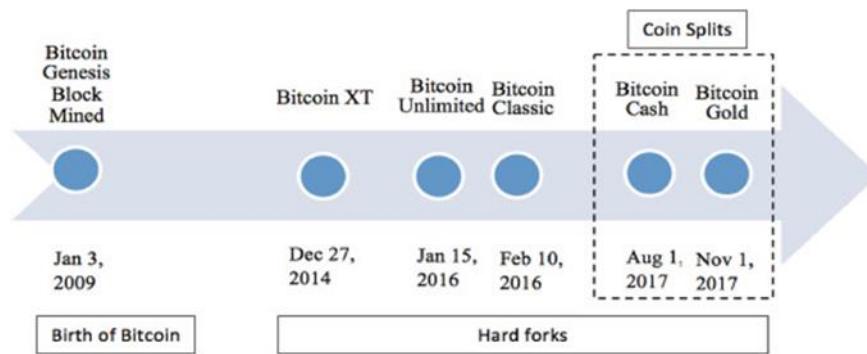 Coin Splits
Bitcoin
Genesis
Block
Mined
Bitcoin XT
Bitcoin
Unlimited
Bitcoin
Classic
Bitcoin
Cash
Bitcoin
Gold
Jan 3,
2009
Dec 27,
2014
Jan 15,
2016
Feb 10,
2016
Aug 1,
2017
Nov 1,
2017
Birth of Bitcoin
Hard forks